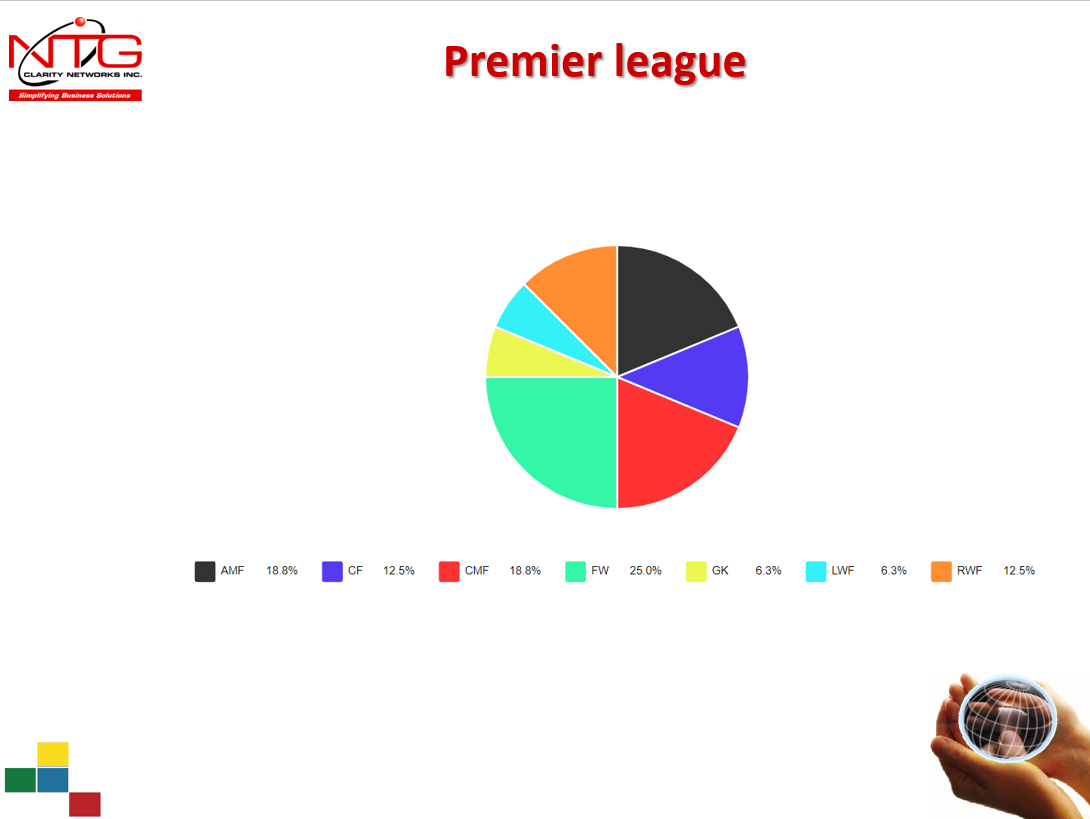 NTG
CLARITY NETWORKS INC.
Simplifying Business Solutions
Premier league
AMF 18.8% CF 12.5% CMF 18.8% FW 25.0% GK 6.3% LWF 6.3% RWF 12.5%